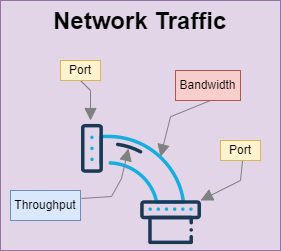 Network Traffic
Port
Bandwidth
Port
Throughput